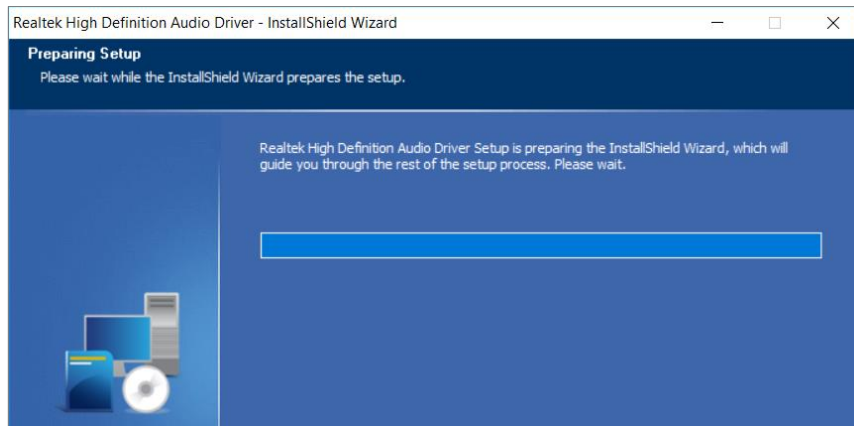 Realtek High Definition Audio Driver - InstallShield Wizard
Preparing Setup
Please wait while the InstallShield Wizard prepares the setup.
Realtek High Definition Audio Driver Setup is preparing the InstallShield Wizard, which will
guide you through the rest of the setup process. Please wait.